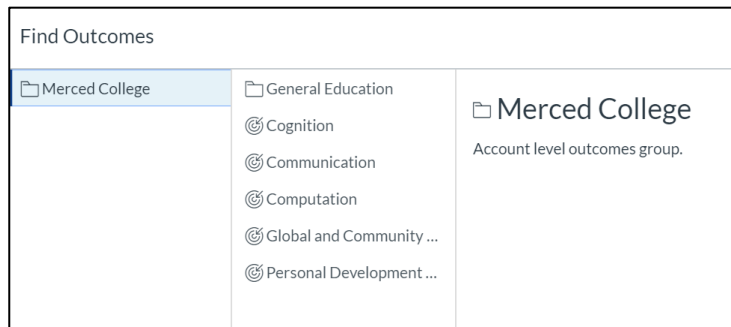 Find Outcomes
Merced College
General Education
Cognition
Communication
Computation
Global and Community ...
Personal Development ...
Merced College
Account level outcomes group.